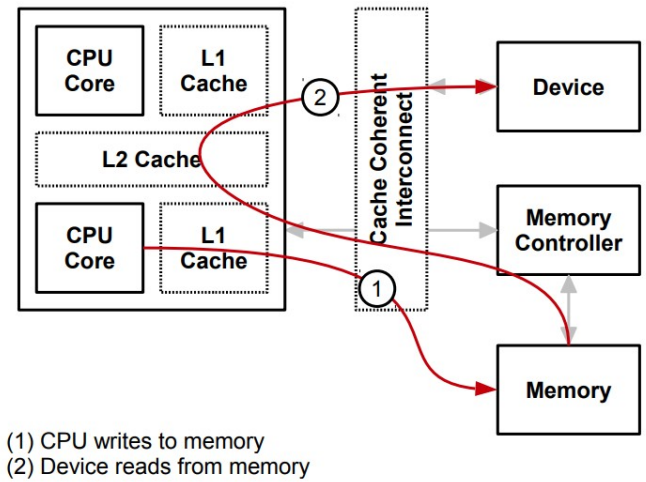 CPU
Core
L1
Cache
2
Cache Coherent
Interconnect
Device
L2 Cache
CPU
Core
L1
Cache
Memory
Controller
1
Memory
(1) CPU writes to memory
(2) Device reads from memory